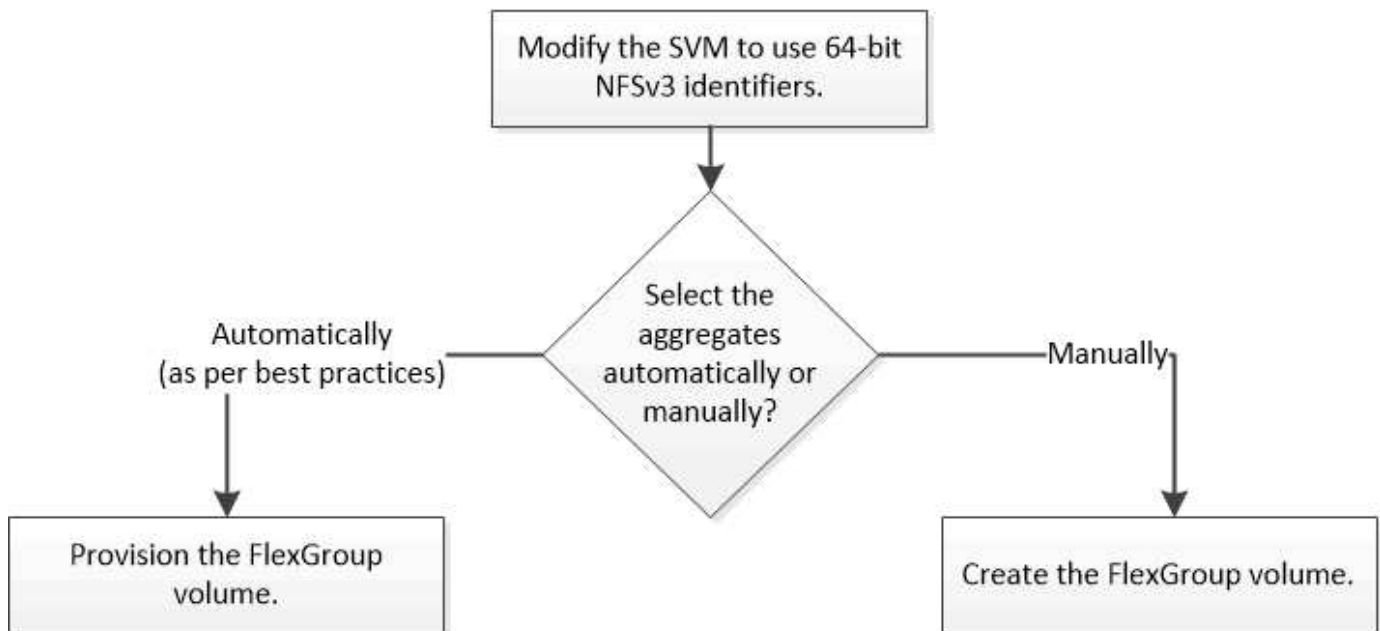 Modify the SVM to use 64-bit
NFSv3 identifiers.
Select the
aggregates
automatically or
manually?
Automatically
(as per best practices)
Manually
Provision the FlexGroup
volume.
Create the FlexGroup volume.